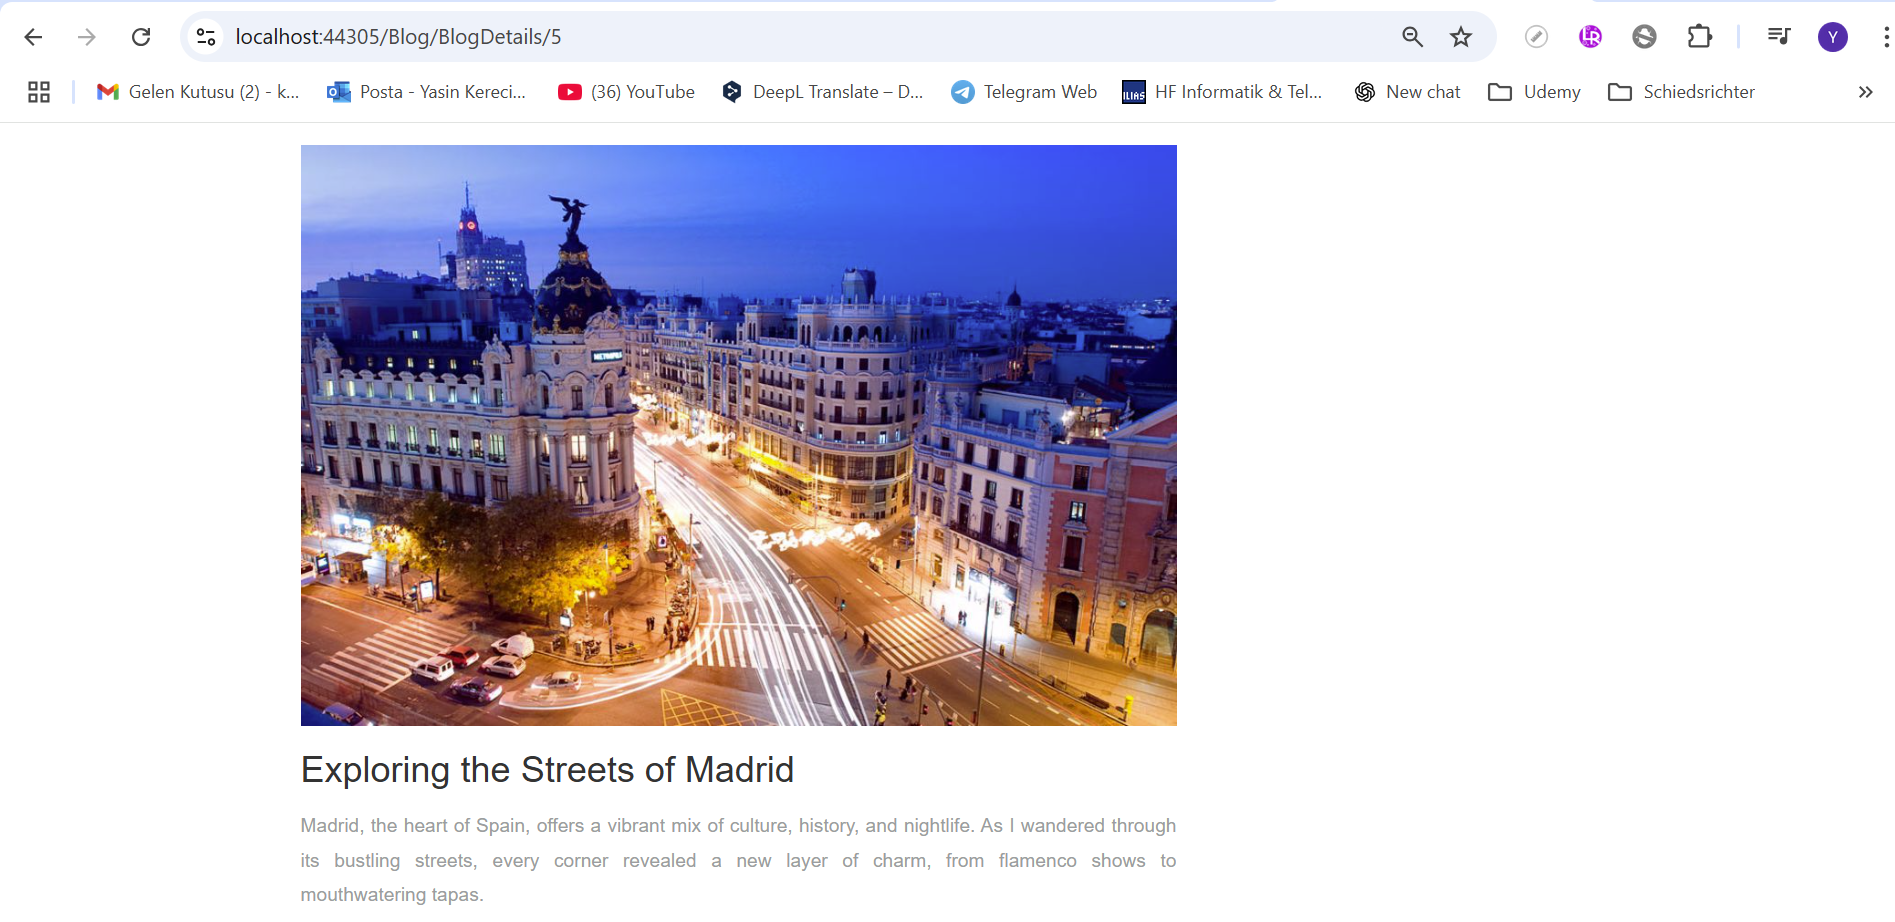 localhost:44305/Blog/BlogDetails/5
Y
Gelen Kutusu (2) - k...
Posta - Yasin Kereci...
(36) YouTube
DeepL Translate – D...
Telegram Web
ILIAS
HF Informatik & Tel...
New chat
Udemy
Schiedsrichter
METROPOLIS
Exploring the Streets of Madrid
Madrid, the heart of Spain, offers a vibrant mix of culture, history, and nightlife. As I wandered through
its bustling streets, every corner revealed a new layer of charm, from flamenco shows to
mouthwatering tapas.